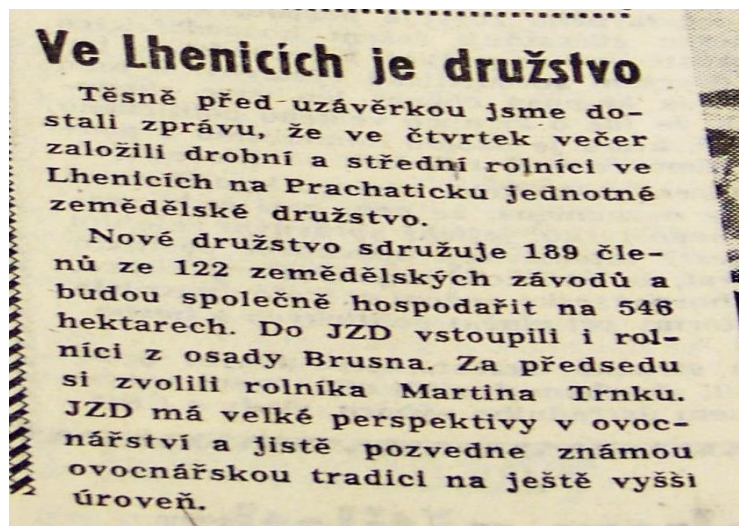 Ve Lhenicích je družstvo
Těsně před uzávěrkou jsme do-
stali zprávu, že ve čtvrtek večer
založili drobní a střední rolníci ve
Lhenicích na Prachaticku jednotné
zemědělské družstvo.
Nové družstvo sdružuje 189 čle-
nů ze 122 zemědělských závodů a
budou společně hospodařit na 546
hektarech. Do JZD vstoupili i rol-
níci z osady Brusna. Za předsedu
si zvolili rolníka Martina Trnku.
JZD má velké perspektivy v ovoc-
nářství a jistě pozvedne známou
ovocnářskou tradici na ještě vyšší
úroveň.